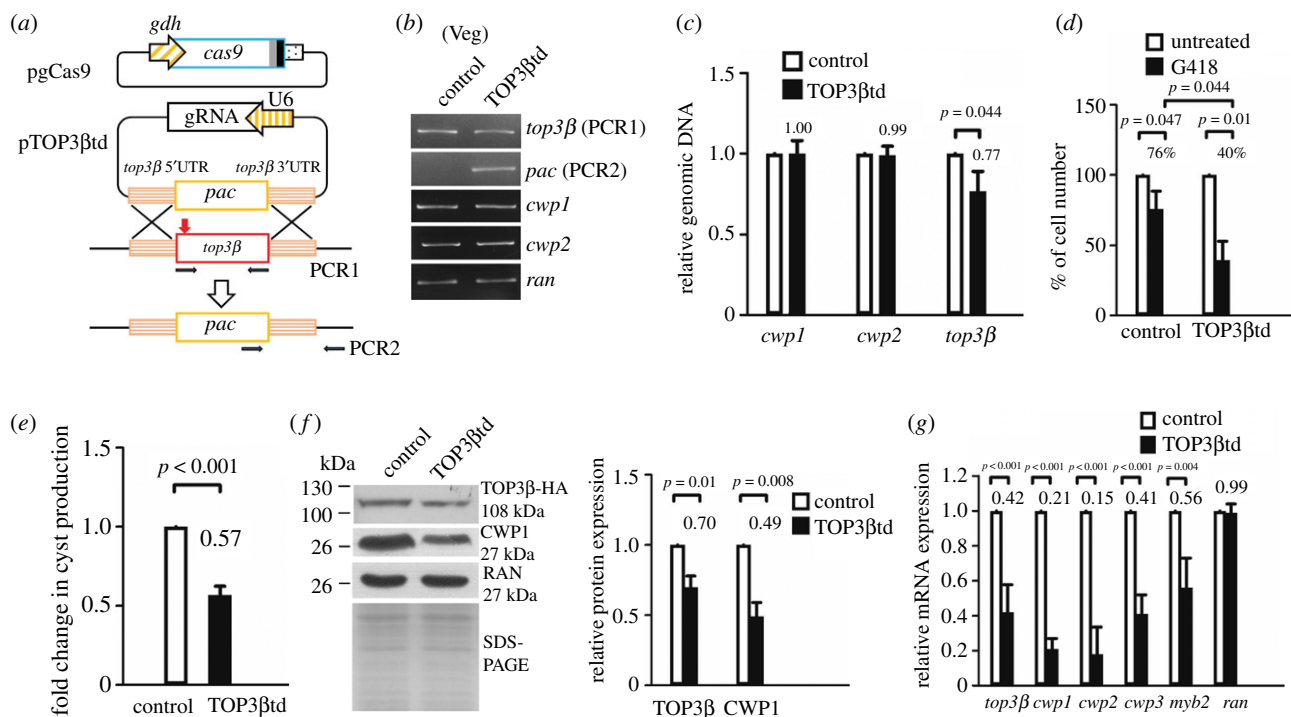 (a)
gdh
cas9
pgCas9
U6
gRNA
pTOP3βtd
top3β 5′UTR
top3β 3′UTR
pac
top3β
PCR1
pac
PCR2
(b)
(Veg)
control
TOP3βtd
top3β (PCR1)
pac (PCR2)
cwp1
cwp2
ran
(c)
control
TOP3βtd
relative genomic DNA
1.5
1.0
0.5
0
1.00
0.99
p = 0.044
0.77
cwp1
cwp2
top3β
(d)
untreated
G418
p = 0.044
p = 0.047
p = 0.01
76%
40%
% of cell number
150
100
50
0
control
TOP3βtd
(e)
fold change in cyst production
1.5
1.0
0.5
0
p < 0.001
0.57
control
TOP3βtd
(f)
control
TOP3βtd
kDa
130
100
TOP3β-HA
108 kDa
26
CWP1
27 kDa
26
RAN
27 kDa
SDS-
PAGE
relative protein expression
1.5
1.0
0.5
0
p = 0.01
p = 0.008
0.70
0.49
control
TOP3βtd
TOP3β
CWP1
(g)
control
TOP3βtd
relative mRNA expression
1.2
1.0
0.8
0.6
0.4
0.2
0
p < 0.001
p < 0.001
p < 0.001
p < 0.001
p = 0.004
0.42
0.21
0.15
0.41
0.56
0.99
top3β
cwp1
cwp2
cwp3
myb2
ran